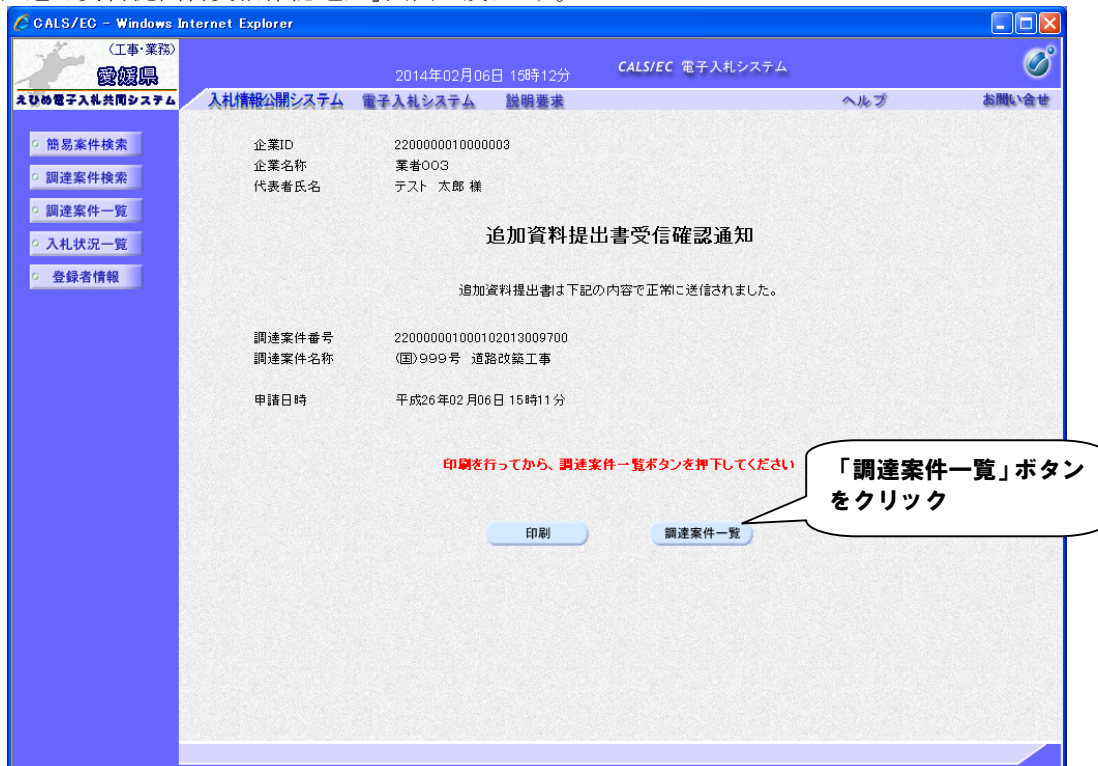 CALS/EC - Windows Internet Explorer
（工事･業務）
愛媛県
えひめ電子入札共同システム
2014年02月06日 15時12分
CALS/EC 電子入札システム
入札情報公開システム 電子入札システム 説明要求 ヘルプ お問い合せ
簡易案件検索
調達案件検索
調達案件一覧
入札状況一覧
登録者情報
企業ID 2200000010000003
企業名称 業者００３
代表者氏名 テスト 太郎 様
追加資料提出書受信確認通知
追加資料提出書は下記の内容で正常に送信されました。
調達案件番号 220000001000102013009700
調達案件名称 （国）９９９号 道路改築工事
申請日時 平成26年02月06日 15時11分
印刷を行ってから、調達案件一覧ボタンを押下してください
「調達案件一覧」ボタン
をクリック
印刷 調達案件一覧